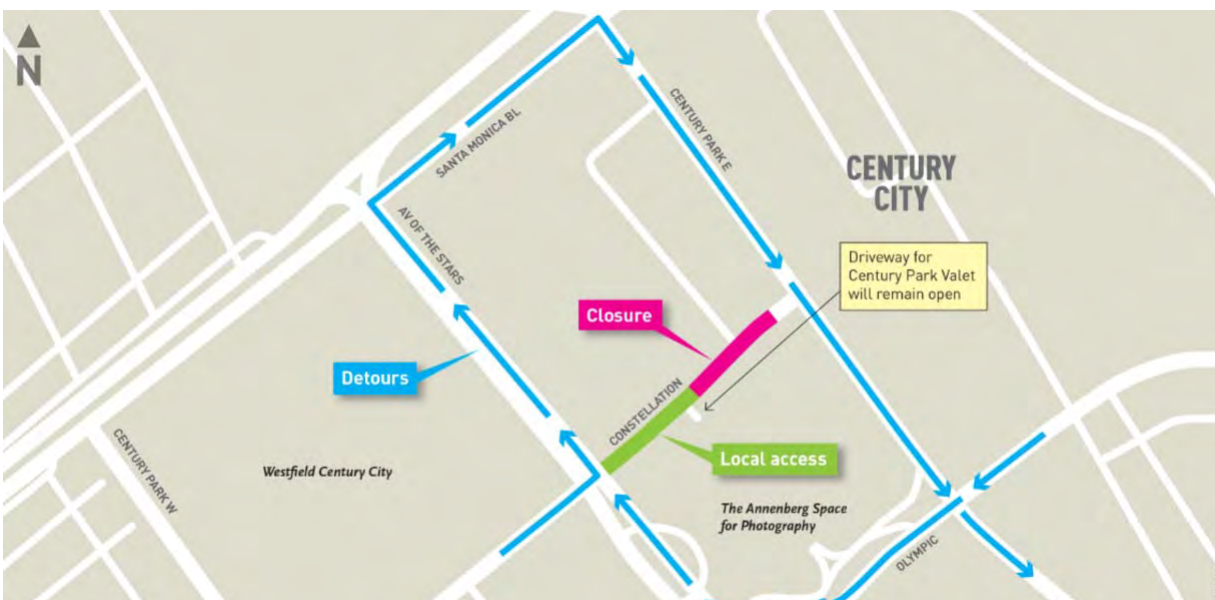 N
SANTA MONICA BL
CENTURY PARK E
CENTURY
CITY
AV OF THE STARS
Driveway for
Century Park Valet
will remain open
Closure
Detours
CONSTELLATION
CENTURY PARK W
Westfield Century City
Local access
The Annenberg Space
for Photography
OLYMPIC